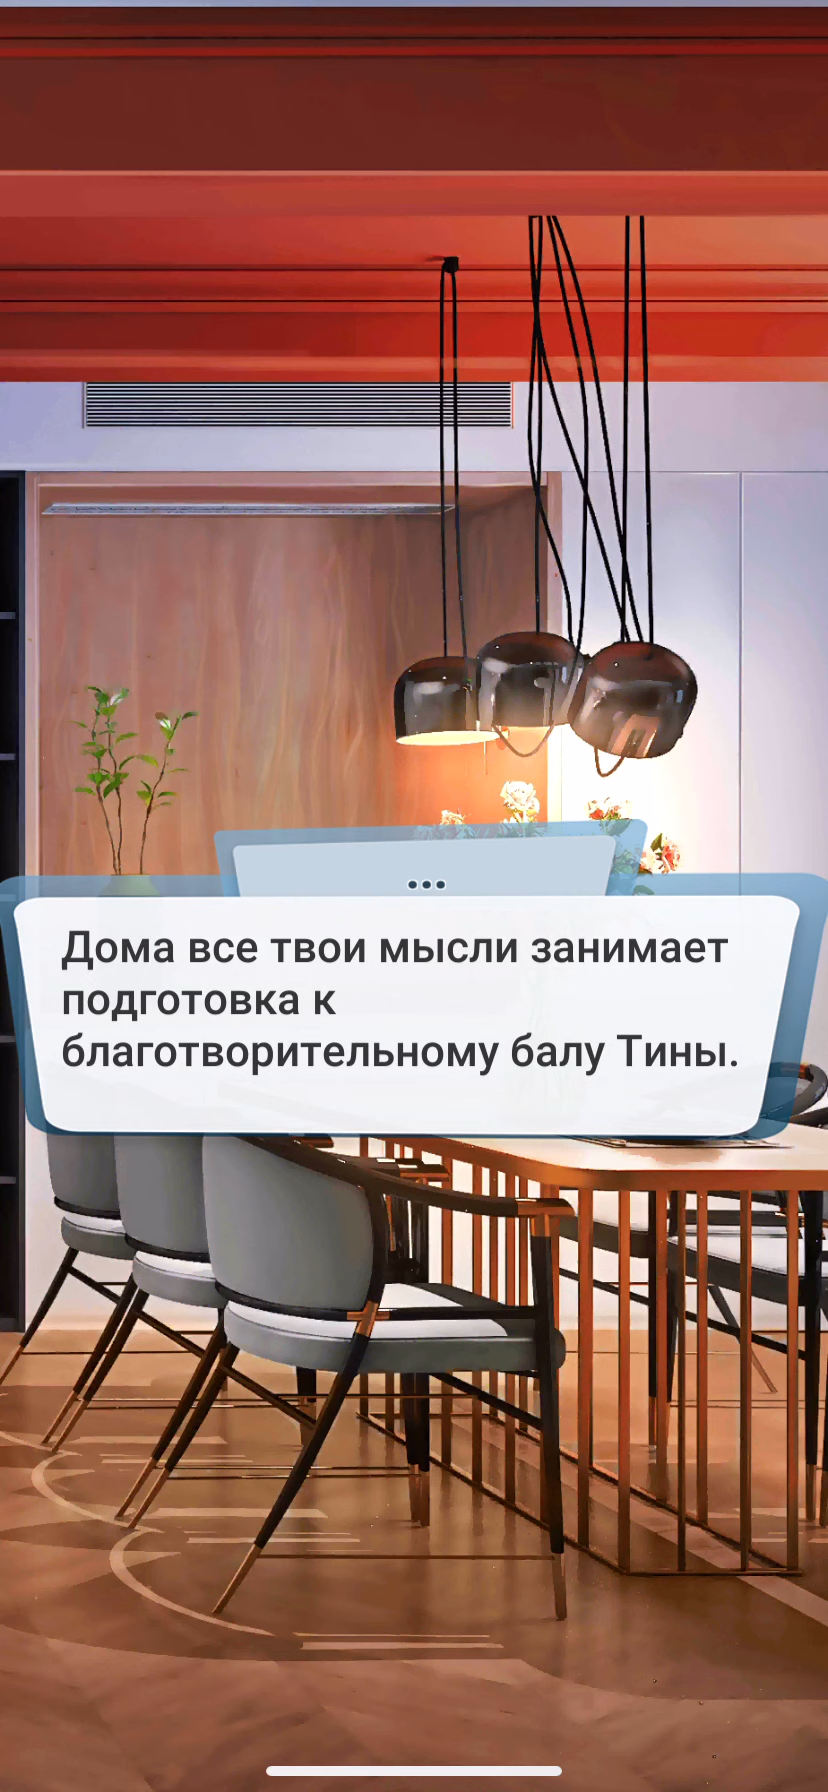 ...
Дома все твои мысли занимает
подготовка к
благотворительному балу Тины.